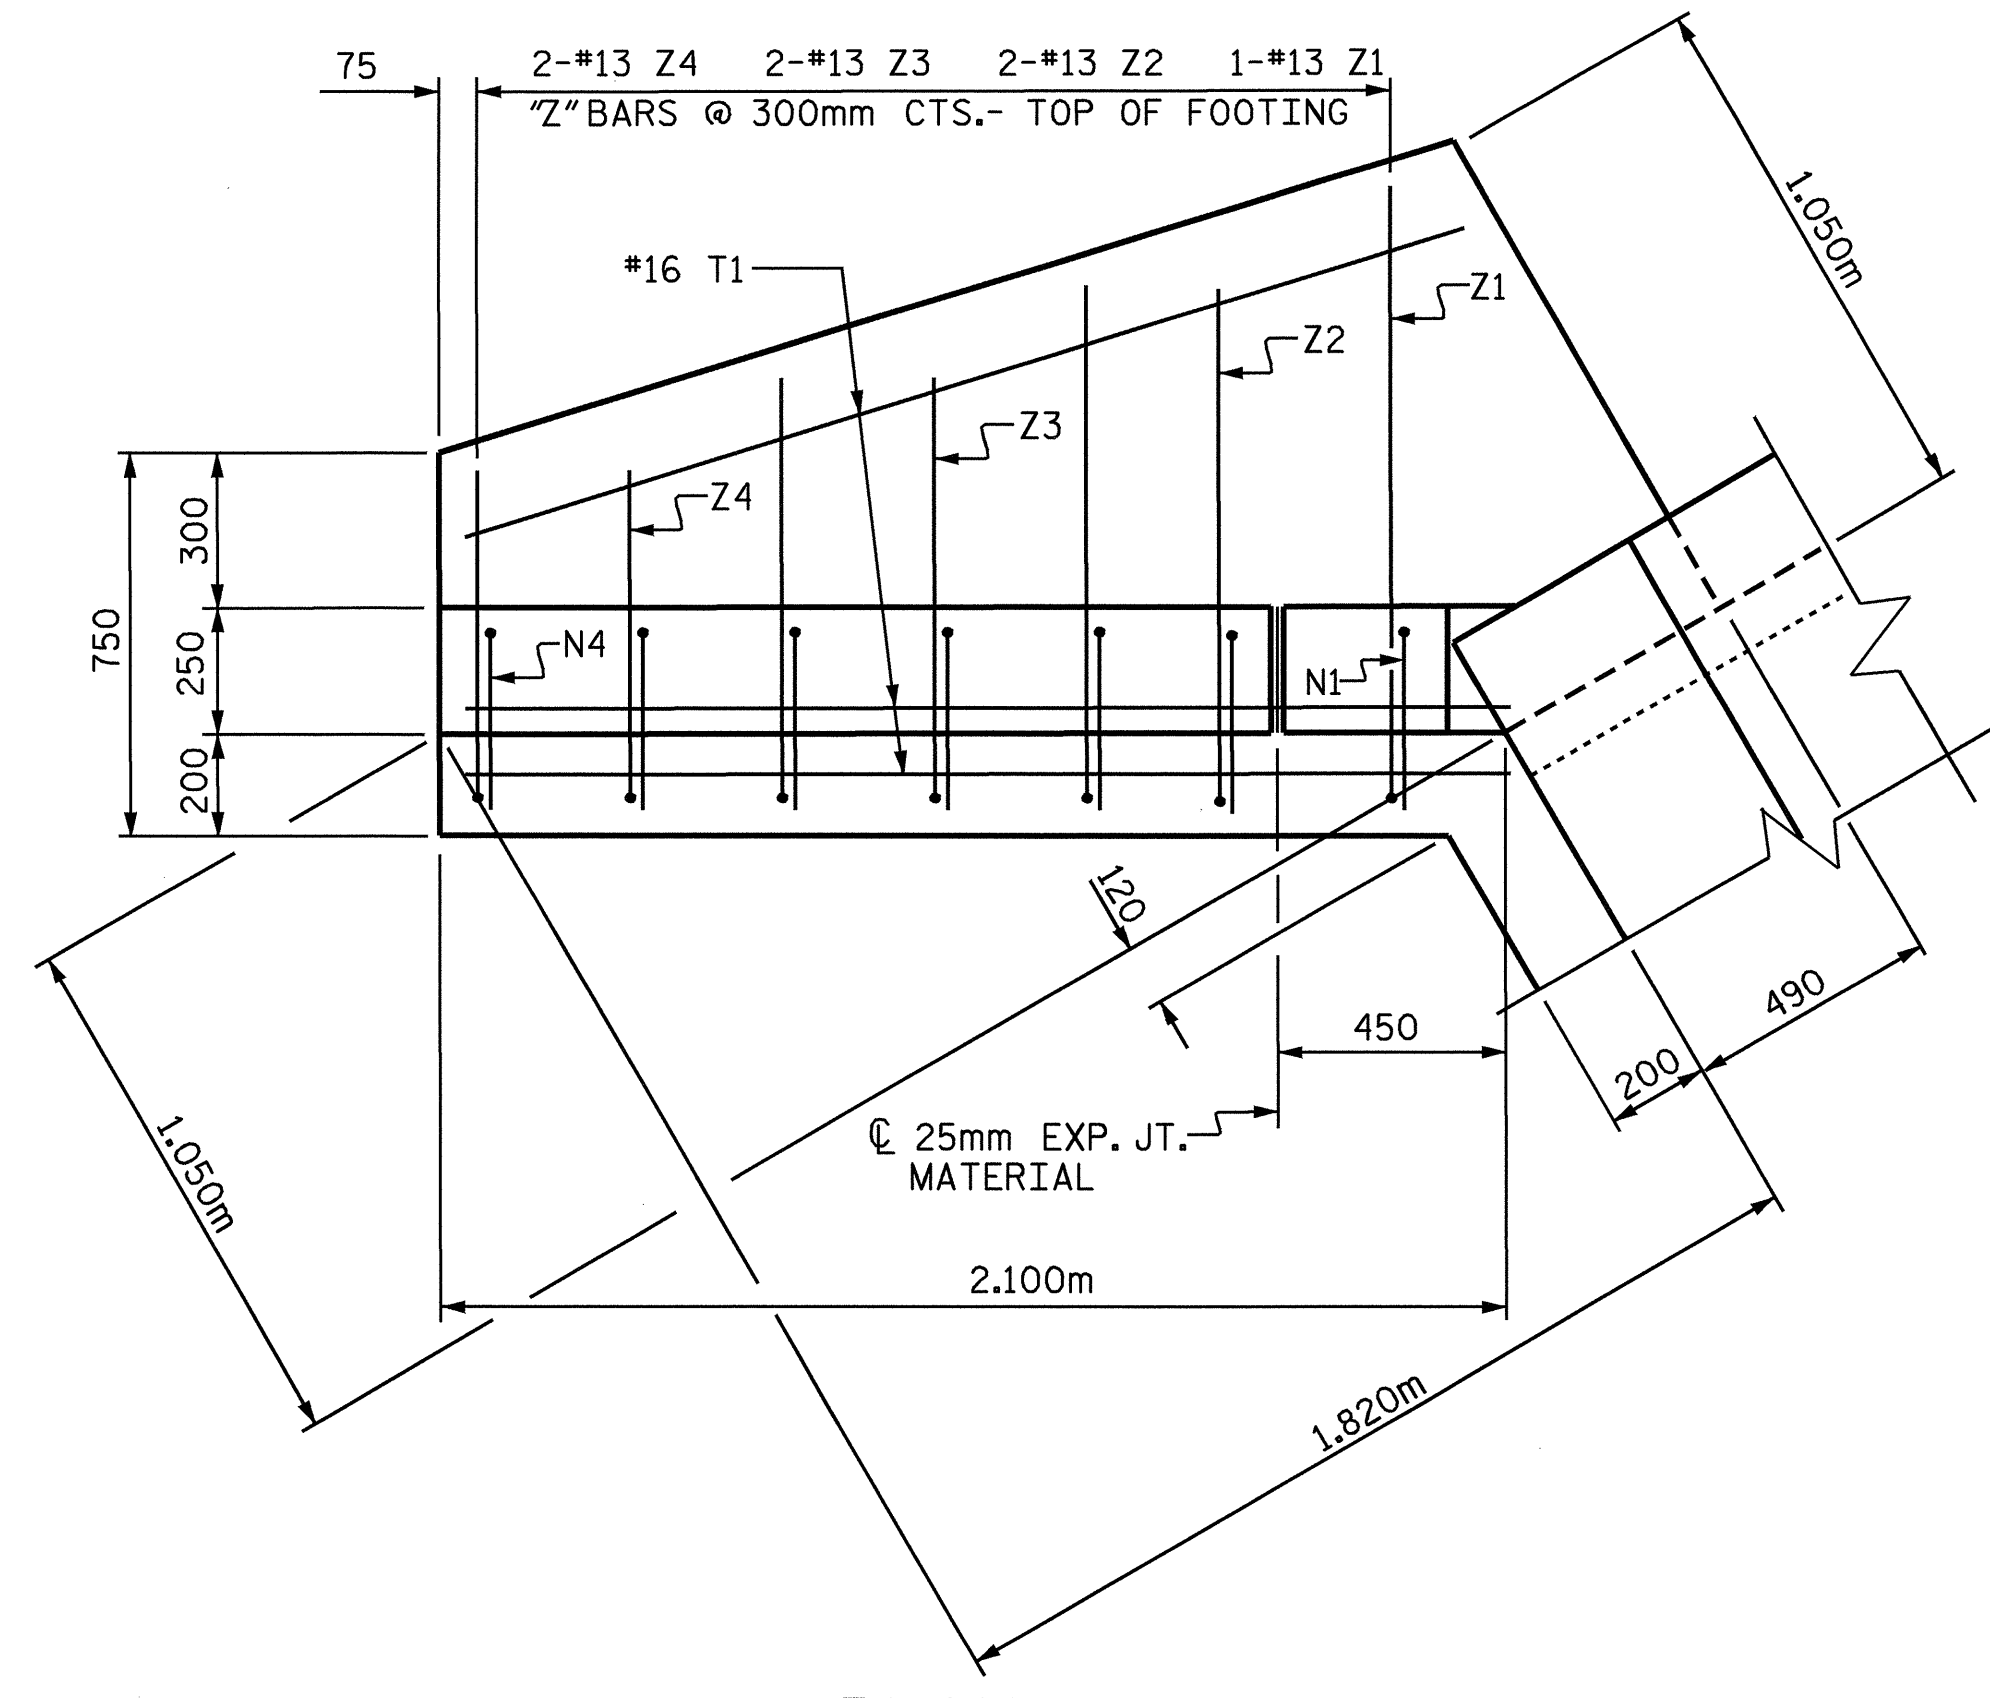 75
2-#13 Z4 2-#13 Z3 2-#13 Z2 1-#13 Z1
"Z" BARS @ 300mm CTS.- TOP OF FOOTING
1.050m
#16 T1
Z1
Z2
Z3
Z4
300
750
250
N4
N1
200
120
490
450
200
℄ 25mm EXP. JT.
MATERIAL
1.050m
2.100m
1.820m